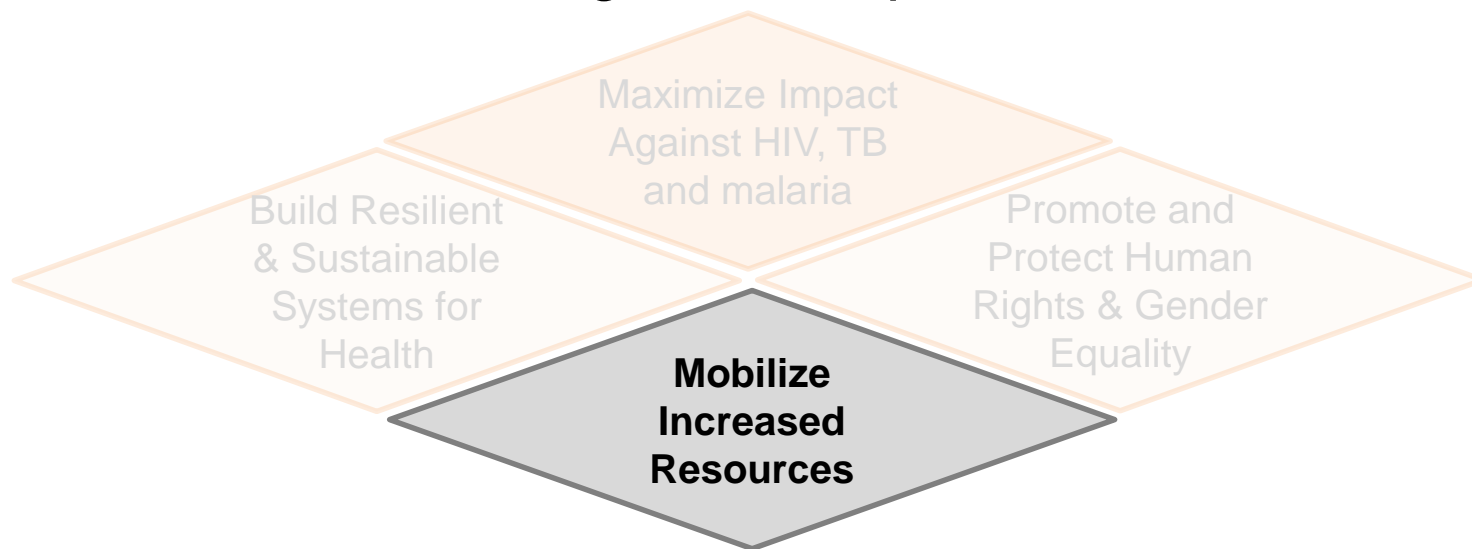 Maximize Impact
Against HIV, TB
and malaria
Build Resilient
& Sustainable
Systems for
Health
Promote and
Protect Human
Rights & Gender
Equality
Mobilize
Increased
Resources